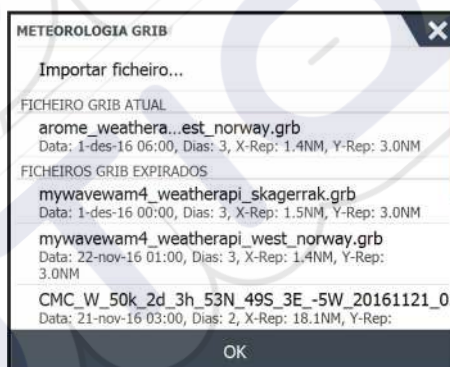 METEOROLOGIA GRIB
Importar ficheiro...
FICHEIRO GRIB ATUAL
arome_weathera...est_norway.grb
Data: 1-des-16 06:00, Dias: 3, X-Rep: 1.4NM, Y-Rep: 3.0NM
FICHEIROS GRIB EXPIRADOS
mywavewam4_weatherapi_skagerrak.grb
Data: 1-des-16 00:00, Dias: 3, X-Rep: 1.5NM, Y-Rep: 3.0NM
mywavewam4_weatherapi_west_norway.grb
Data: 22-nov-16 01:00, Dias: 3, X-Rep: 1.4NM, Y-Rep:
3.0NM
CMC_W_50k_2d_3h_53N_49S_3E_-5W_20161121_0
Data: 21-nov-16 03:00, Dias: 2, X-Rep: 18.1NM, Y-Rep:
OK